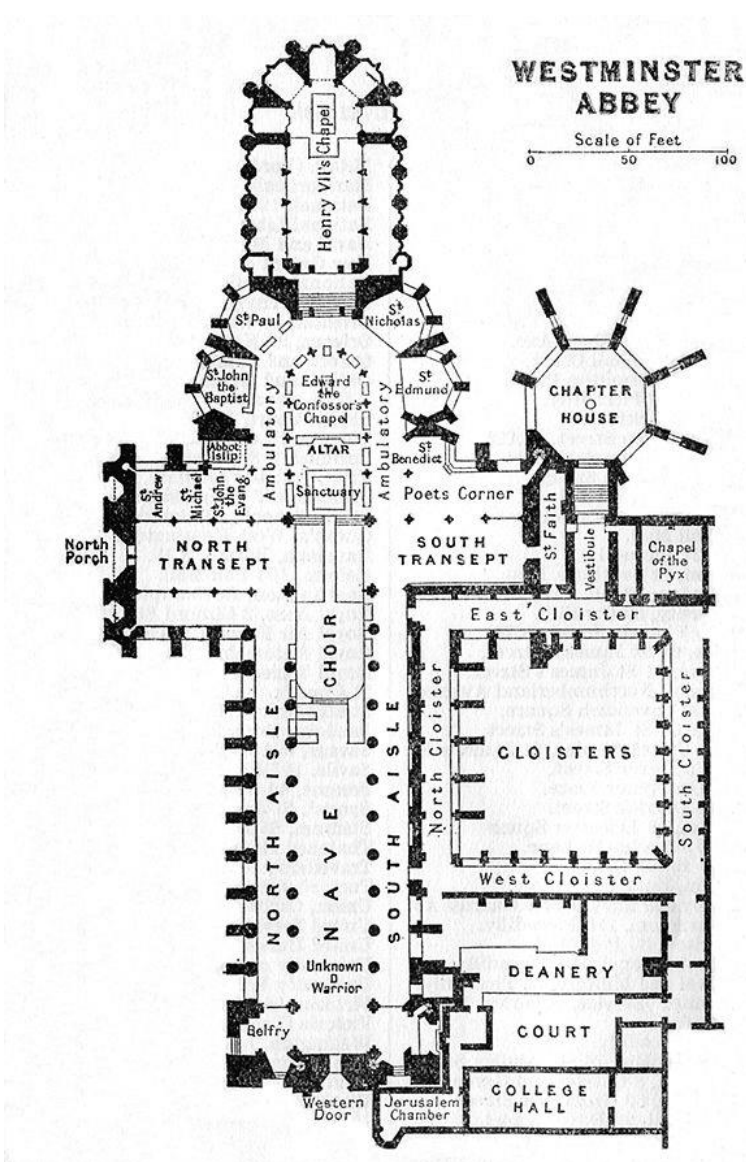 WESTMINSTER
ABBEY
Scale of Feet
0 50 100
Henry VII's Chapel
St Paul
St Nicholas
St John
the
Baptist
Edward
the
Confessor's
Chapel
St
Edmund
CHAPTER
HOUSE
Ambulatory
Ambulatory
Abbot
Islip
ALTAR
St
Benedict
St
Andrew
St
Michael
St John
the
Evang.
Sanctuary
Poets Corner
St Faith
North
Porch
NORTH
TRANSEPT
SOUTH
TRANSEPT
Vestibule
Chapel
of the
Pyx
East Cloister
CHOIR
North Cloister
CLOISTERS
South Cloister
NORTH AISLE
NAVE
SOUTH AISLE
West Cloister
Unknown
Warrior
DEANERY
Belfry
COURT
Western
Door
Jerusalem
Chamber
COLLEGE
HALL